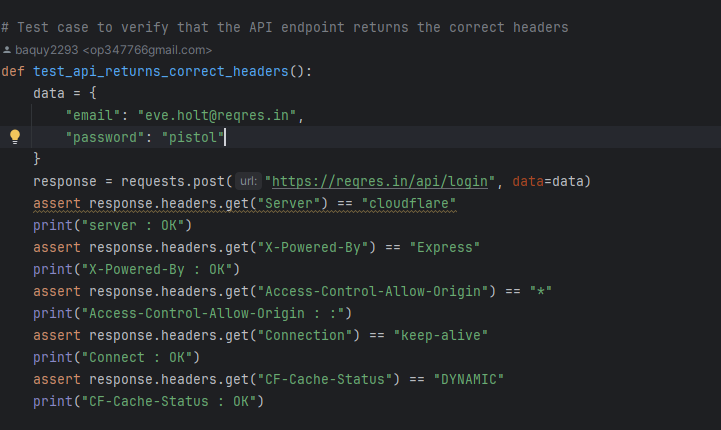 # Test case to verify that the API endpoint returns the correct headers
baquy2293 <op347766gmail.com>
def test_api_returns_correct_headers():
    data = {
        "email": "eve.holt@reqres.in",
        "password": "pistol"
    }
    response = requests.post( url: "https://reqres.in/api/login", data=data)
    assert response.headers.get("Server") == "cloudflare"
    print("server : OK")
    assert response.headers.get("X-Powered-By") == "Express"
    print("X-Powered-By : OK")
    assert response.headers.get("Access-Control-Allow-Origin") == "*"
    print("Access-Control-Allow-Origin : :")
    assert response.headers.get("Connection") == "keep-alive"
    print("Connect : OK")
    assert response.headers.get("CF-Cache-Status") == "DYNAMIC"
    print("CF-Cache-Status : OK")